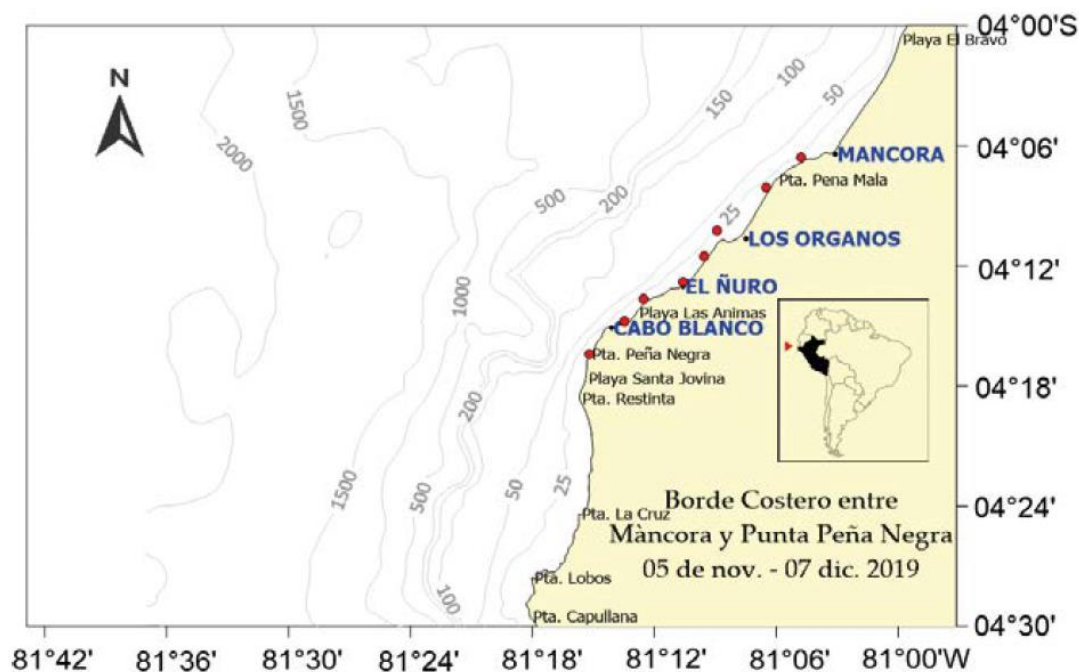 04°00'S
Playa El Bravo
N
100
1500
150
50
2000
04°06'
MANCORA
Pta. Pena Mala
500
200
25
LOS ORGANOS
04°12'
EL ÑURO
1000
Playa Las Animas
50
CABO BLANCO
Pta. Peña Negra
Playa Santa Jovina
04°18'
Pta. Restinta
200
1500
500
50
25
Borde Costero entre
04°24'
Pta. La Cruz
Màncora y Punta Peña Negra
05 de nov. - 07 dic. 2019
Pta. Lobos
100
Pta. Capullana
04°30'
81°42' 81°36' 81°30' 81°24' 81°18' 81°12' 81°06' 81°00'W